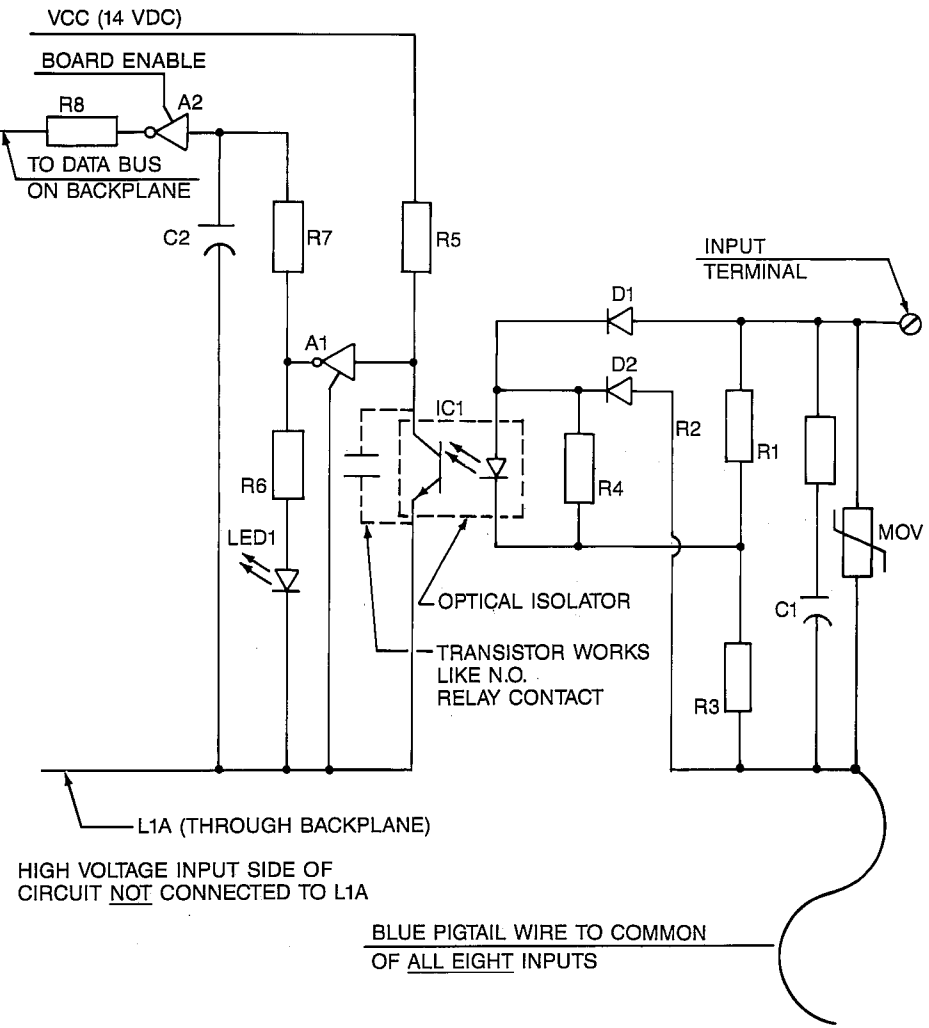 VCC (14 VDC)
BOARD ENABLE
R8
A2
TO DATA BUS
ON BACKPLANE
C2
R7
R5
INPUT
TERMINAL
D1
A1
D2
IC1
R2
R1
R6
R4
LED1
MOV
OPTICAL ISOLATOR
C1
TRANSISTOR WORKS
LIKE N.O.
RELAY CONTACT
R3
L1A (THROUGH BACKPLANE)
HIGH VOLTAGE INPUT SIDE OF
CIRCUIT NOT CONNECTED TO L1A
BLUE PIGTAIL WIRE TO COMMON
OF ALL EIGHT INPUTS